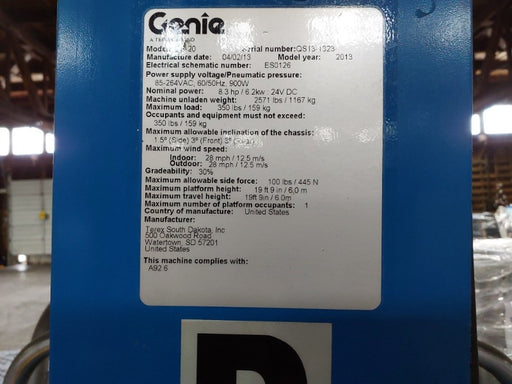 Genie
A TEREX BRAND
Model: 20 Serial number: QS13-1323
Manufacture date: 04/02/13 Model year: 2013
Electrical schematic number: ES0126
Power supply voltage/Pneumatic pressure:
85-264VAC, 60/50Hz, 900W
Nominal power: 8.3 hp / 6.2kw 24V DC
Machine unladen weight: 2571 lbs / 1167 kg
Maximum load: 350 lbs / 159 kg
Occupants and equipment must not exceed:
350 lbs / 159 kg
Maximum allowable inclination of the chassis:
1.5º (Side) 3º (Front) 3º (Rear)
Maximum wind speed:
Indoor: 28 mph / 12.5 m/s
Outdoor: 28 mph / 12.5 m/s
Gradeability: 30%
Maximum allowable side force: 100 lbs / 445 N
Maximum platform height: 19 ft 9 in / 6.0 m
Maximum travel height: 19ft 9in / 6.0m
Maximum number of platform occupants: 1
Country of manufacture: United States
Manufacturer:
Terex South Dakota, Inc
500 Oakwood Road
Watertown, SD 57201
United States
This machine complies with:
A92.6